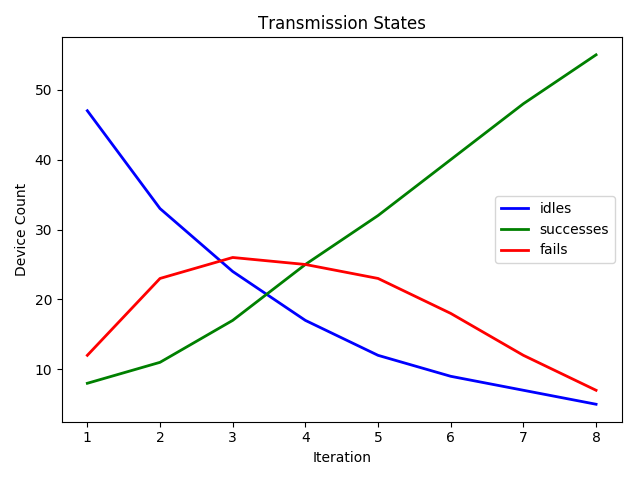 Transmission States
Device Count
50
40
30
20
10
idles
successes
fails
1 2 3 4 5 6 7 8
Iteration